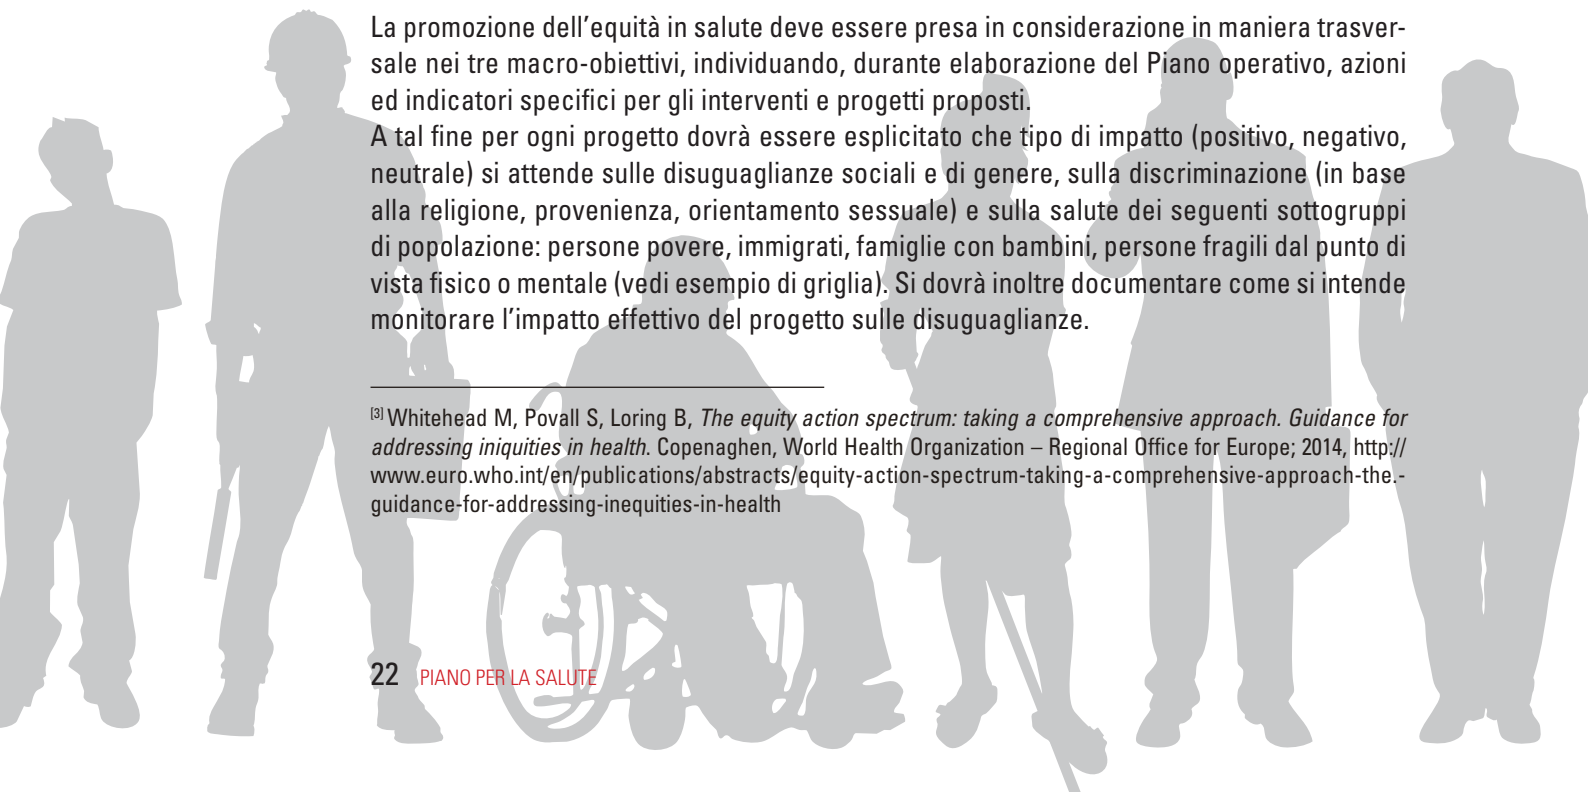 La promozione dell'equità in salute deve essere presa in considerazione in maniera trasver-
sale nei tre macro-obiettivi, individuando, durante elaborazione del Piano operativo, azioni
ed indicatori specifici per gli interventi e progetti proposti.
A tal fine per ogni progetto dovrà essere esplicitato che tipo di impatto (positivo, negativo,
neutrale) si attende sulle disuguaglianze sociali e di genere, sulla discriminazione (in base
alla religione, provenienza, orientamento sessuale) e sulla salute dei seguenti sottogruppi
di popolazione: persone povere, immigrati, famiglie con bambini, persone fragili dal punto di
vista fisico o mentale (vedi esempio di griglia). Si dovrà inoltre documentare come si intende
monitorare l'impatto effettivo del progetto sulle disuguaglianze.
[3] Whitehead M, Povall S, Loring B, The equity action spectrum: taking a comprehensive approach. Guidance for
addressing iniquities in health. Copenaghen, World Health Organization – Regional Office for Europe; 2014, http://
www.euro.who.int/en/publications/abstracts/equity-action-spectrum-taking-a-comprehensive-approach-the.-
guidance-for-addressing-inequities-in-health
22 PIANO PER LA SALUTE